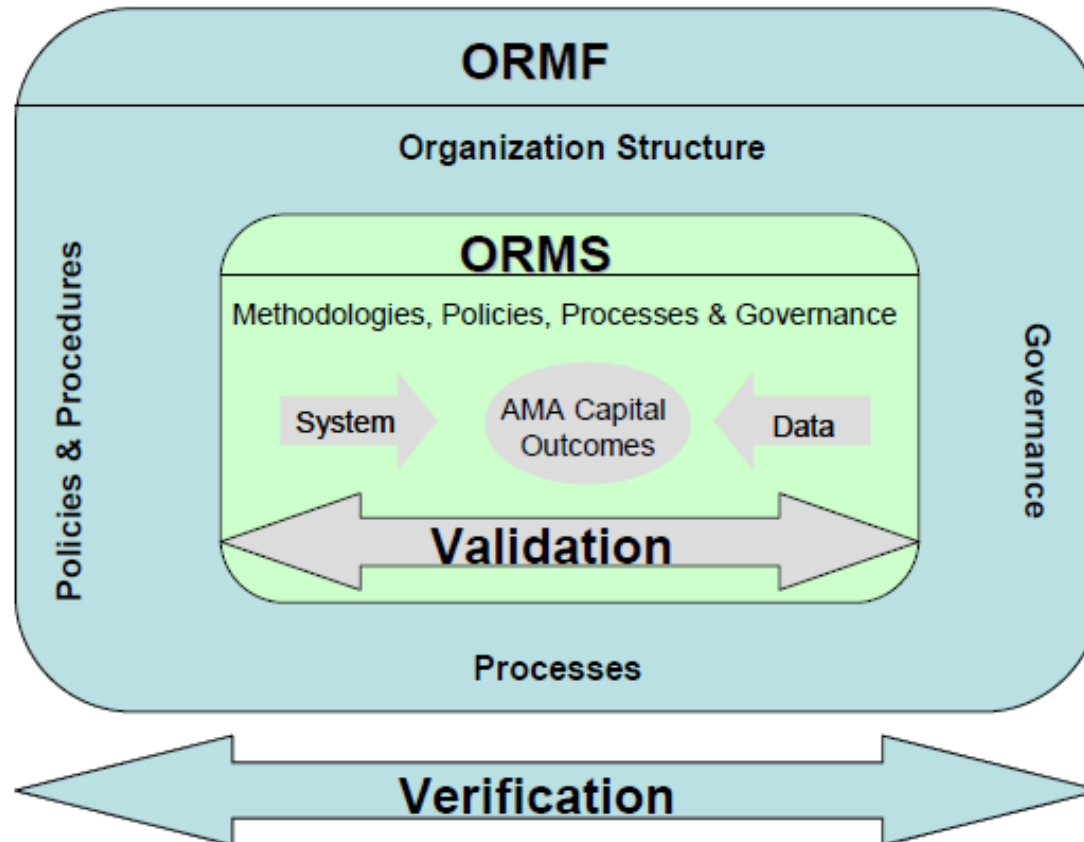 ORMF
Organization Structure
Policies & Procedures
ORMS
Methodologies, Policies, Processes & Governance
System
AMA Capital
Outcomes
Data
Validation
Governance
Processes
Verification